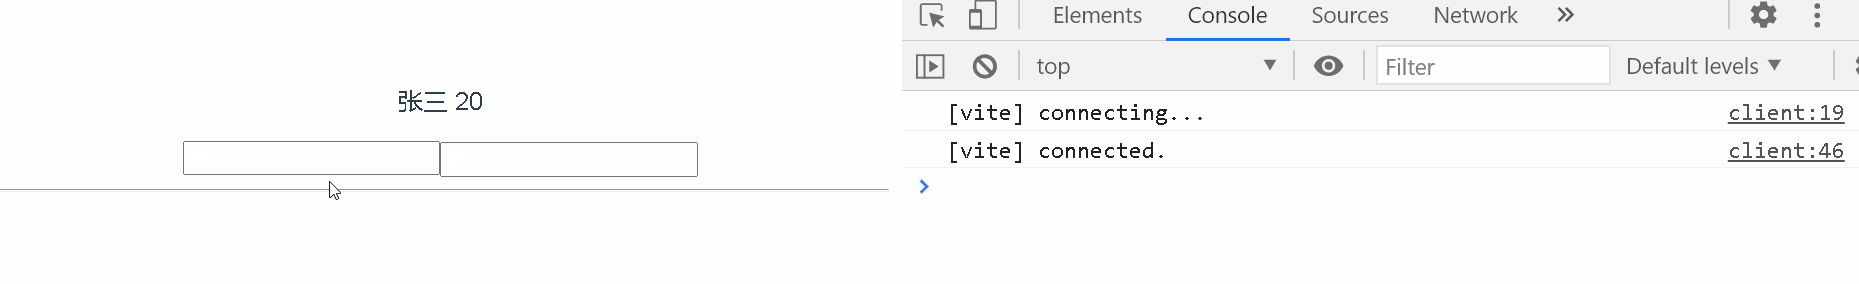 张三 20
Elements Console Sources Network
top Filter Default levels
[vite] connecting... client:19
[vite] connected. client:46